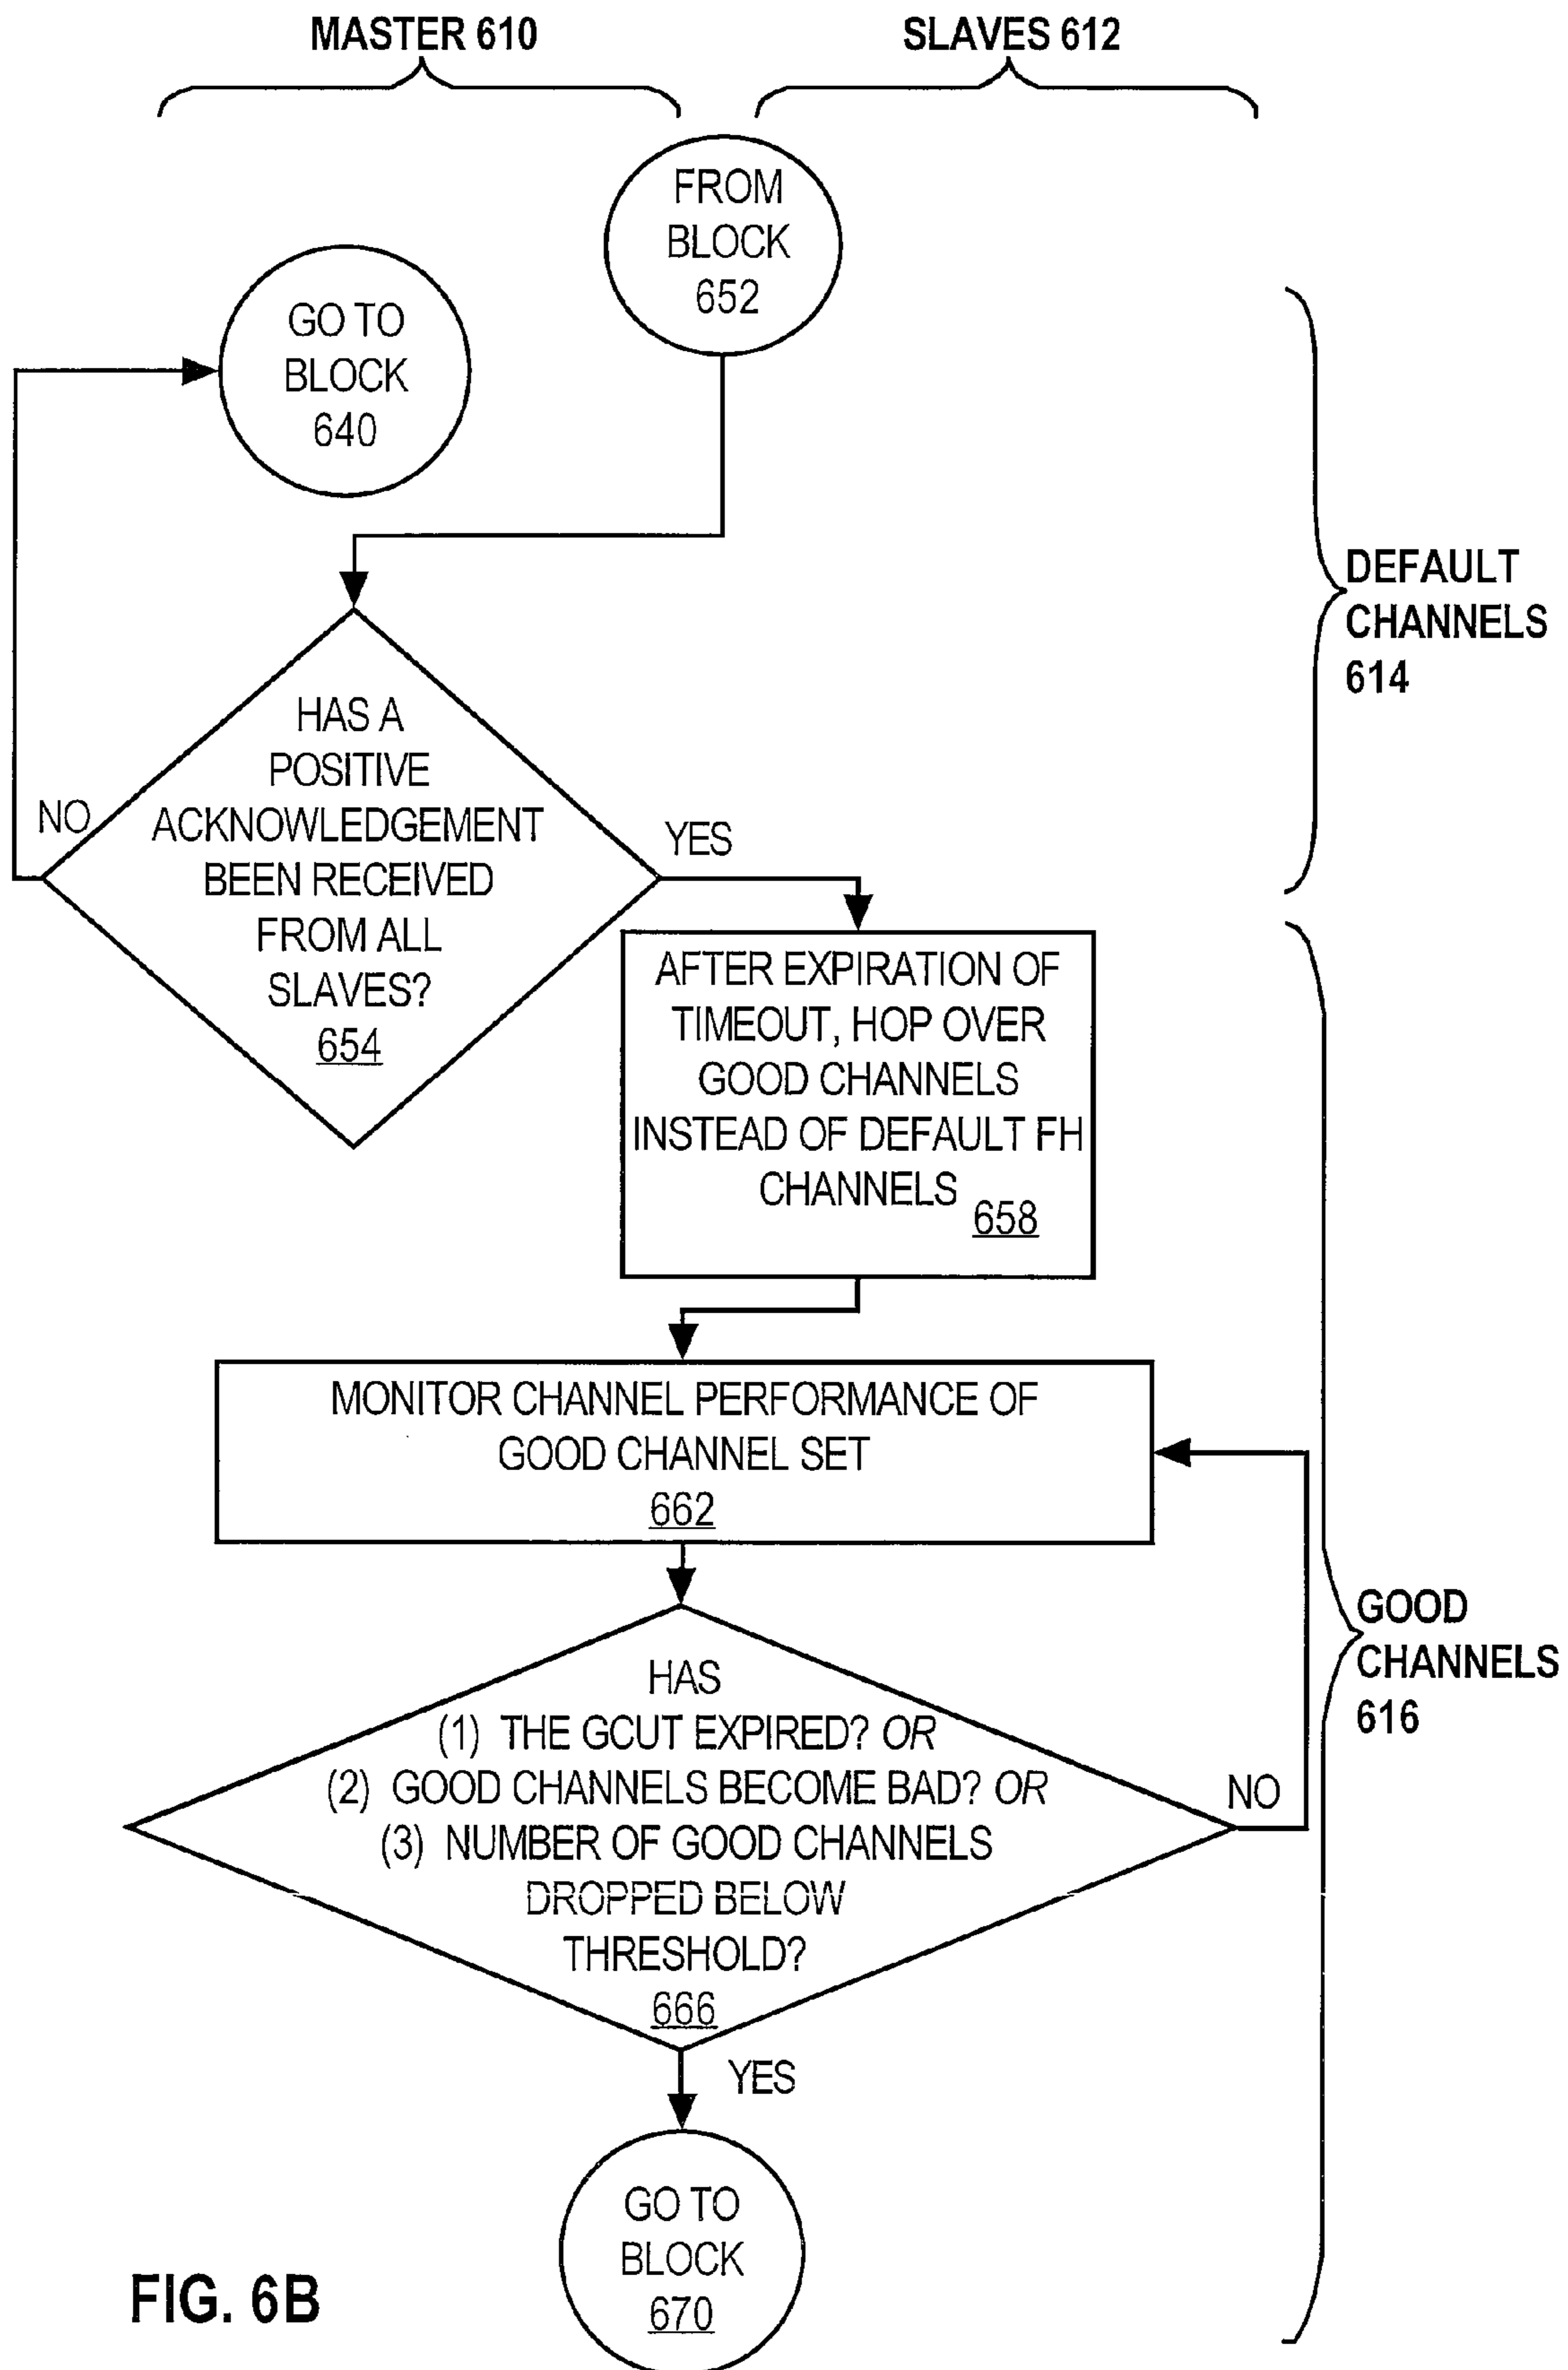 MASTER 610
SLAVES 612
FROM
BLOCK
652
GO TO
BLOCK
640
DEFAULT
CHANNELS
614
HAS A
POSITIVE
ACKNOWLEDGEMENT
BEEN RECEIVED
FROM ALL
SLAVES?
654
NO
YES
AFTER EXPIRATION OF
TIMEOUT, HOP OVER
GOOD CHANNELS
INSTEAD OF DEFAULT FH
CHANNELS
658
MONITOR CHANNEL PERFORMANCE OF
GOOD CHANNEL SET
662
GOOD
CHANNELS
616
HAS
(1) THE GCUT EXPIRED? OR
(2) GOOD CHANNELS BECOME BAD? OR
(3) NUMBER OF GOOD CHANNELS
DROPPED BELOW
THRESHOLD?
666
NO
YES
GO TO
BLOCK
670
FIG. 6B